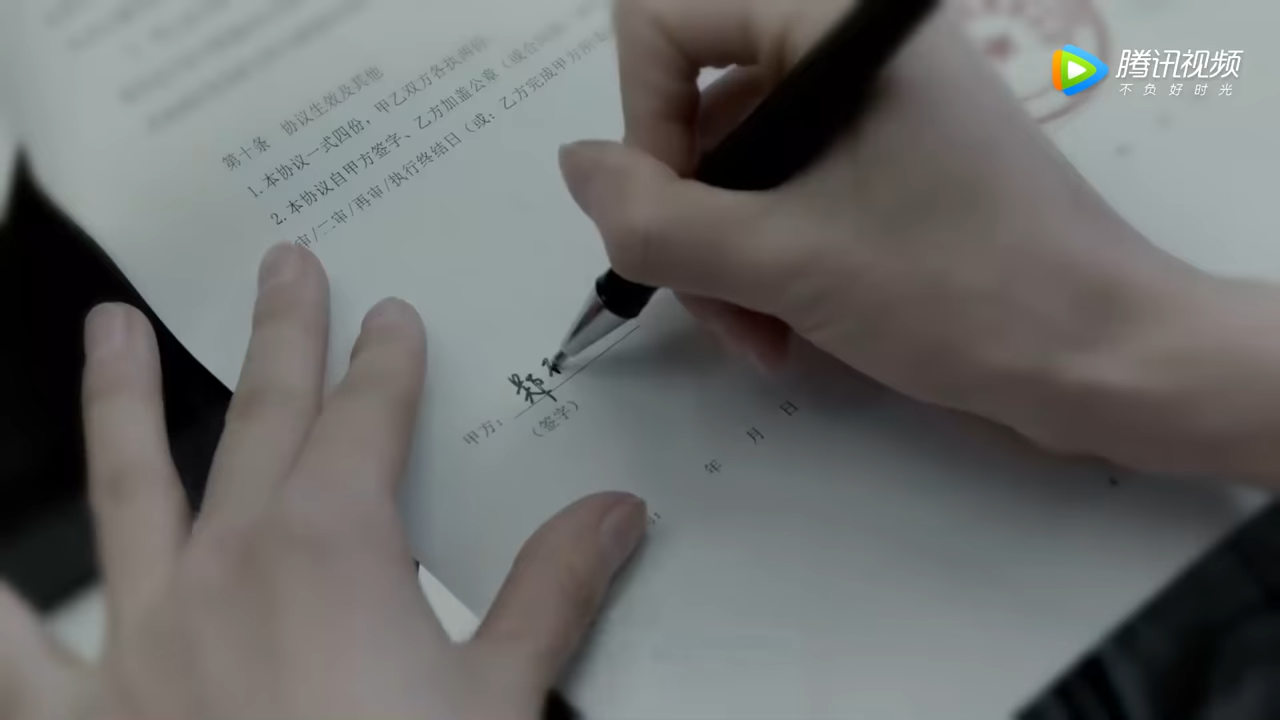 腾讯视频
不负好时光
第十条 协议生效及其他
1. 本协议一式四份，甲乙双方各执两份
2. 本协议自甲方签字、乙方加盖公章（或合
审/二审/再审/执行终结日（或：乙方完成甲方所
甲方：郑
（签字）
年 月 日